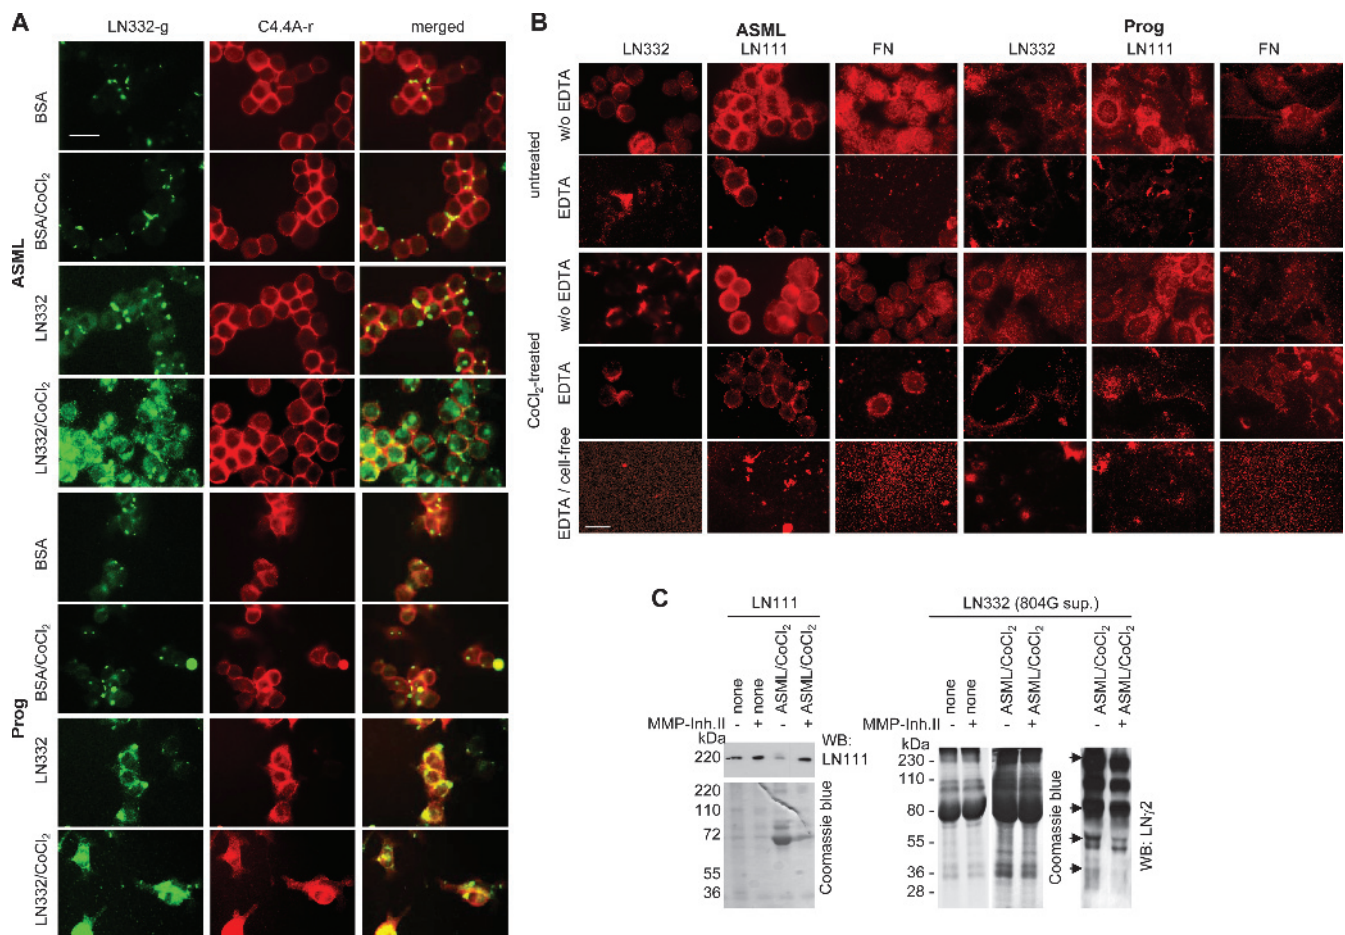 A
LN332-g C4.4A-r merged
ASML
BSA
BSA/CoCl₂
LN332
LN332/CoCl₂
Prog
BSA
BSA/CoCl₂
LN332
LN332/CoCl₂
B
ASML Prog
LN332 LN111 FN LN332 LN111 FN
untreated
w/o EDTA
EDTA
CoCl₂-treated
w/o EDTA
EDTA
EDTA / cell-free
C
LN111
none
none
ASML/CoCl₂
ASML/CoCl₂
MMP-Inh.II - + - +
kDa WB:
220 LN111
220
110
72
55
36
Coomassie blue
LN332 (804G sup.)
none
none
ASML/CoCl₂
ASML/CoCl₂
ASML/CoCl₂
ASML/CoCl₂
MMP-Inh.II - + - + - +
kDa
230 -
110 -
80 -
55 -
36 -
28 -
Coomassie blue
WB: LNγ2